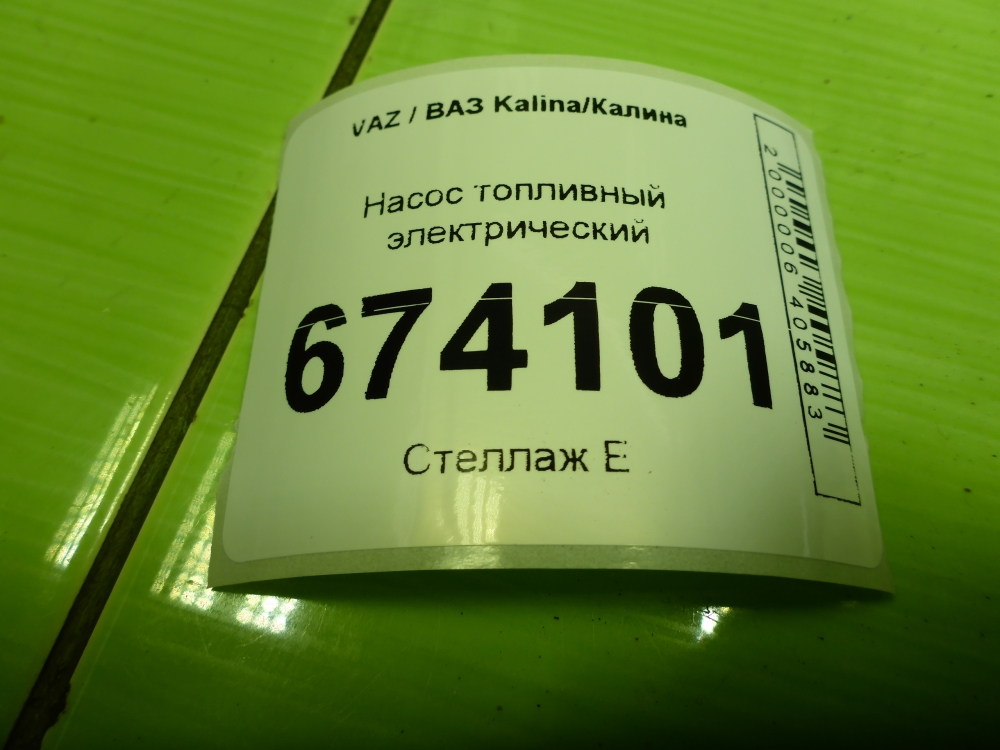 VAZ / ВАЗ Kalina/Калина
Насос топливный
электрический
674101
Стеллаж Е
2000006405883